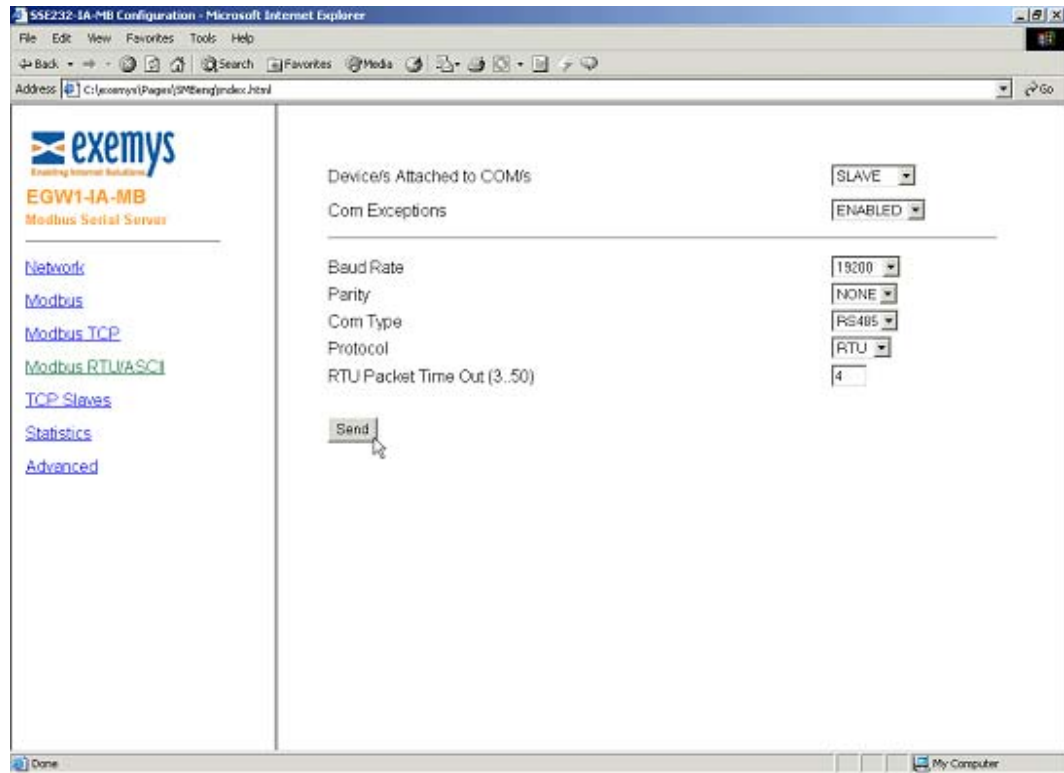 SSE232-IA-MB Configuration - Microsoft Internet Explorer
File Edit View Favorites Tools Help
Back Search Favorites Media
Address C:\exemys\Pages\SMBeng\index.html Go
exemys
Enabling Internet Solutions
EGW1-IA-MB
Modbus Serial Server
Network
Modbus
Modbus TCP
Modbus RTU/ASCII
TCP Slaves
Statistics
Advanced
Device/s Attached to COM/s SLAVE
Com Exceptions ENABLED
Baud Rate 19200
Parity NONE
Com Type RS485
Protocol RTU
RTU Packet Time Out (3..50) 4
Send
Done My Computer